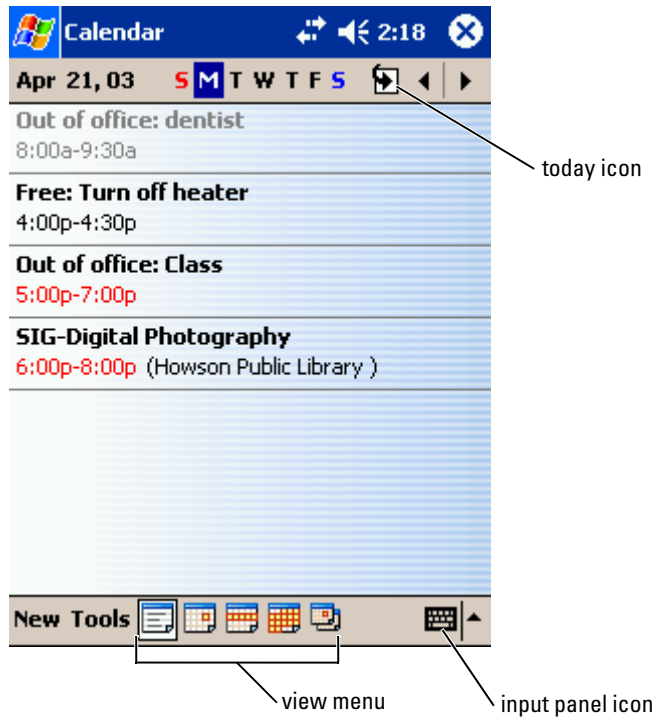 Calendar 2:18
Apr 21, 03 S M T W T F S
Out of office: dentist
8:00a-9:30a
today icon
Free: Turn off heater
4:00p-4:30p
Out of office: Class
5:00p-7:00p
SIG-Digital Photography
6:00p-8:00p (Howson Public Library )
New Tools
view menu
input panel icon